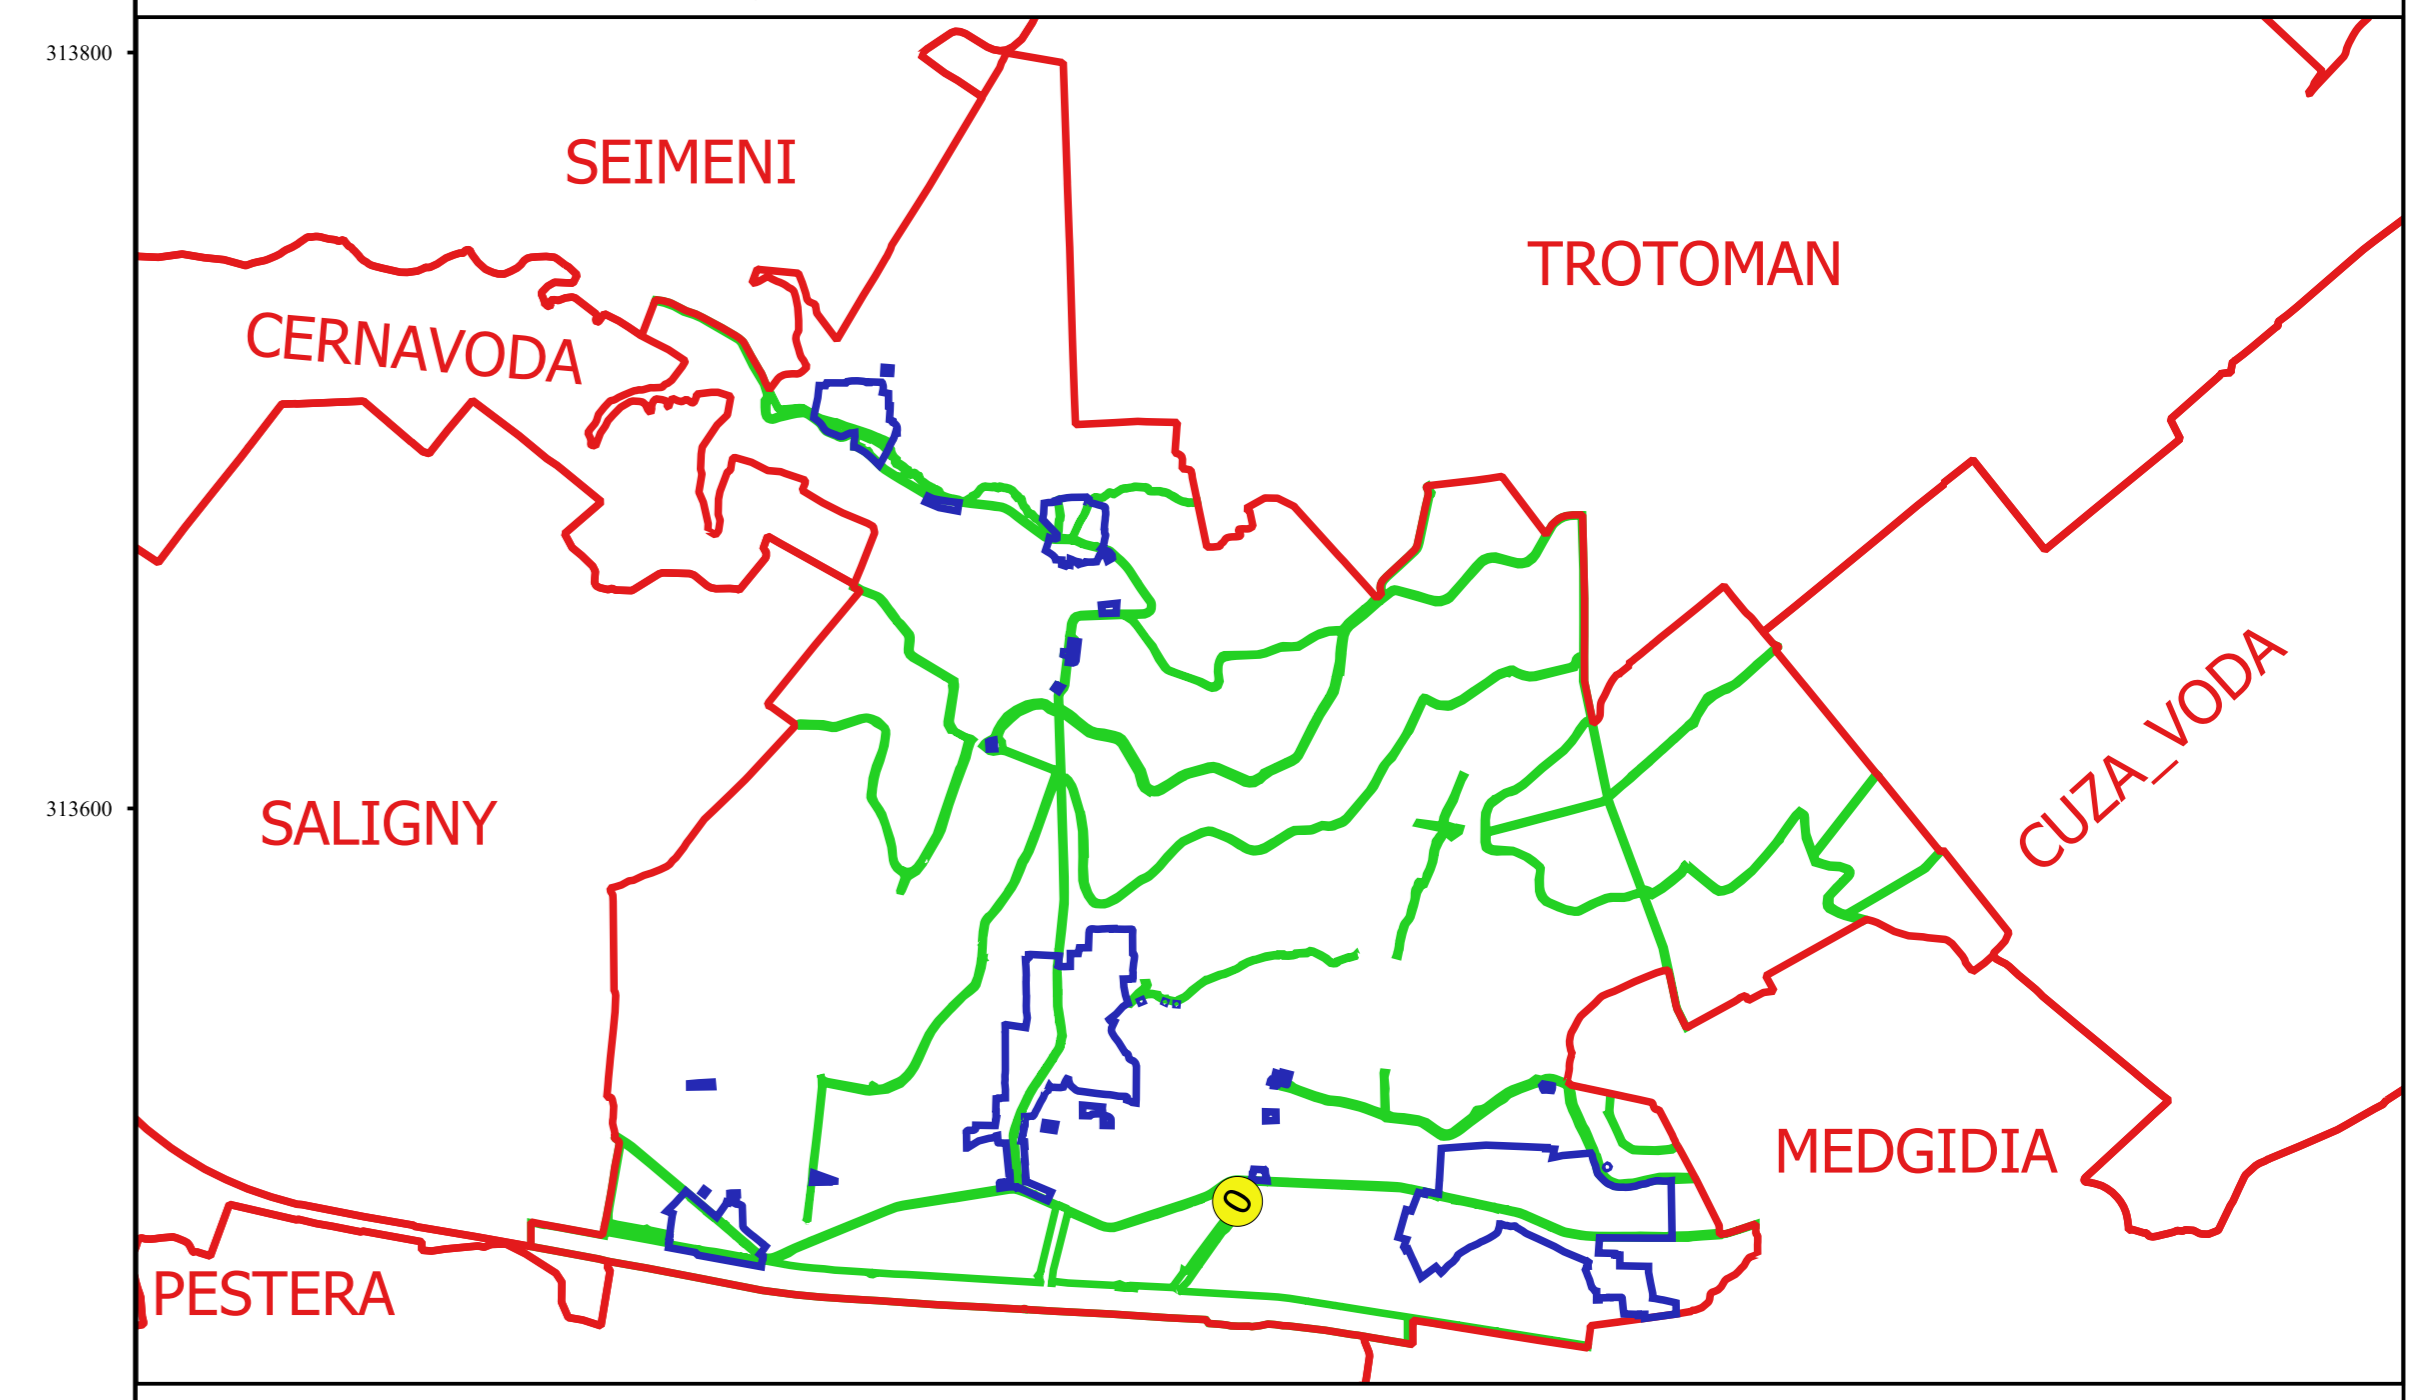 313800
SEIMENI
TROTOMAN
CERNAVODA
CUZA_VODA
313600
SALIGNY
MEDGIDIA
0
PESTERA